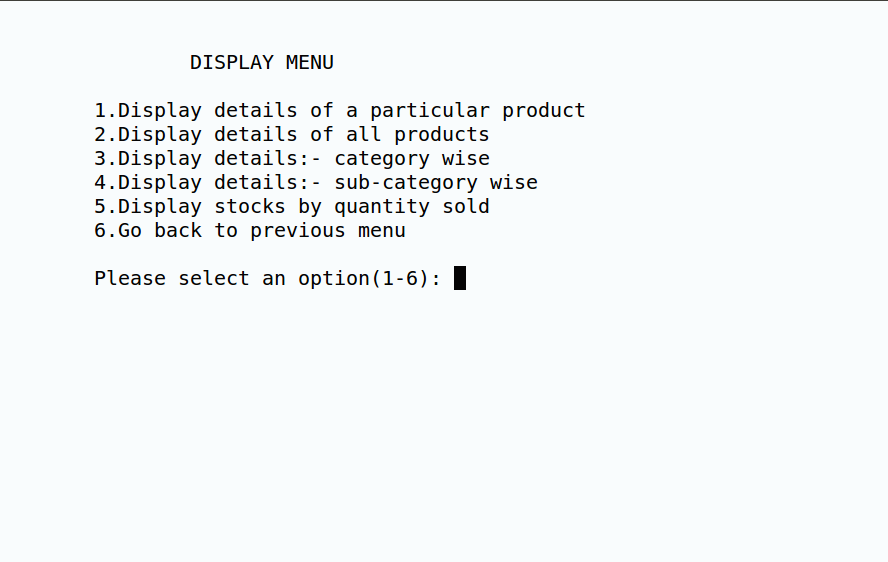 DISPLAY MENU
1.Display details of a particular product
2.Display details of all products
3.Display details:- category wise
4.Display details:- sub-category wise
5.Display stocks by quantity sold
6.Go back to previous menu
Please select an option(1-6):